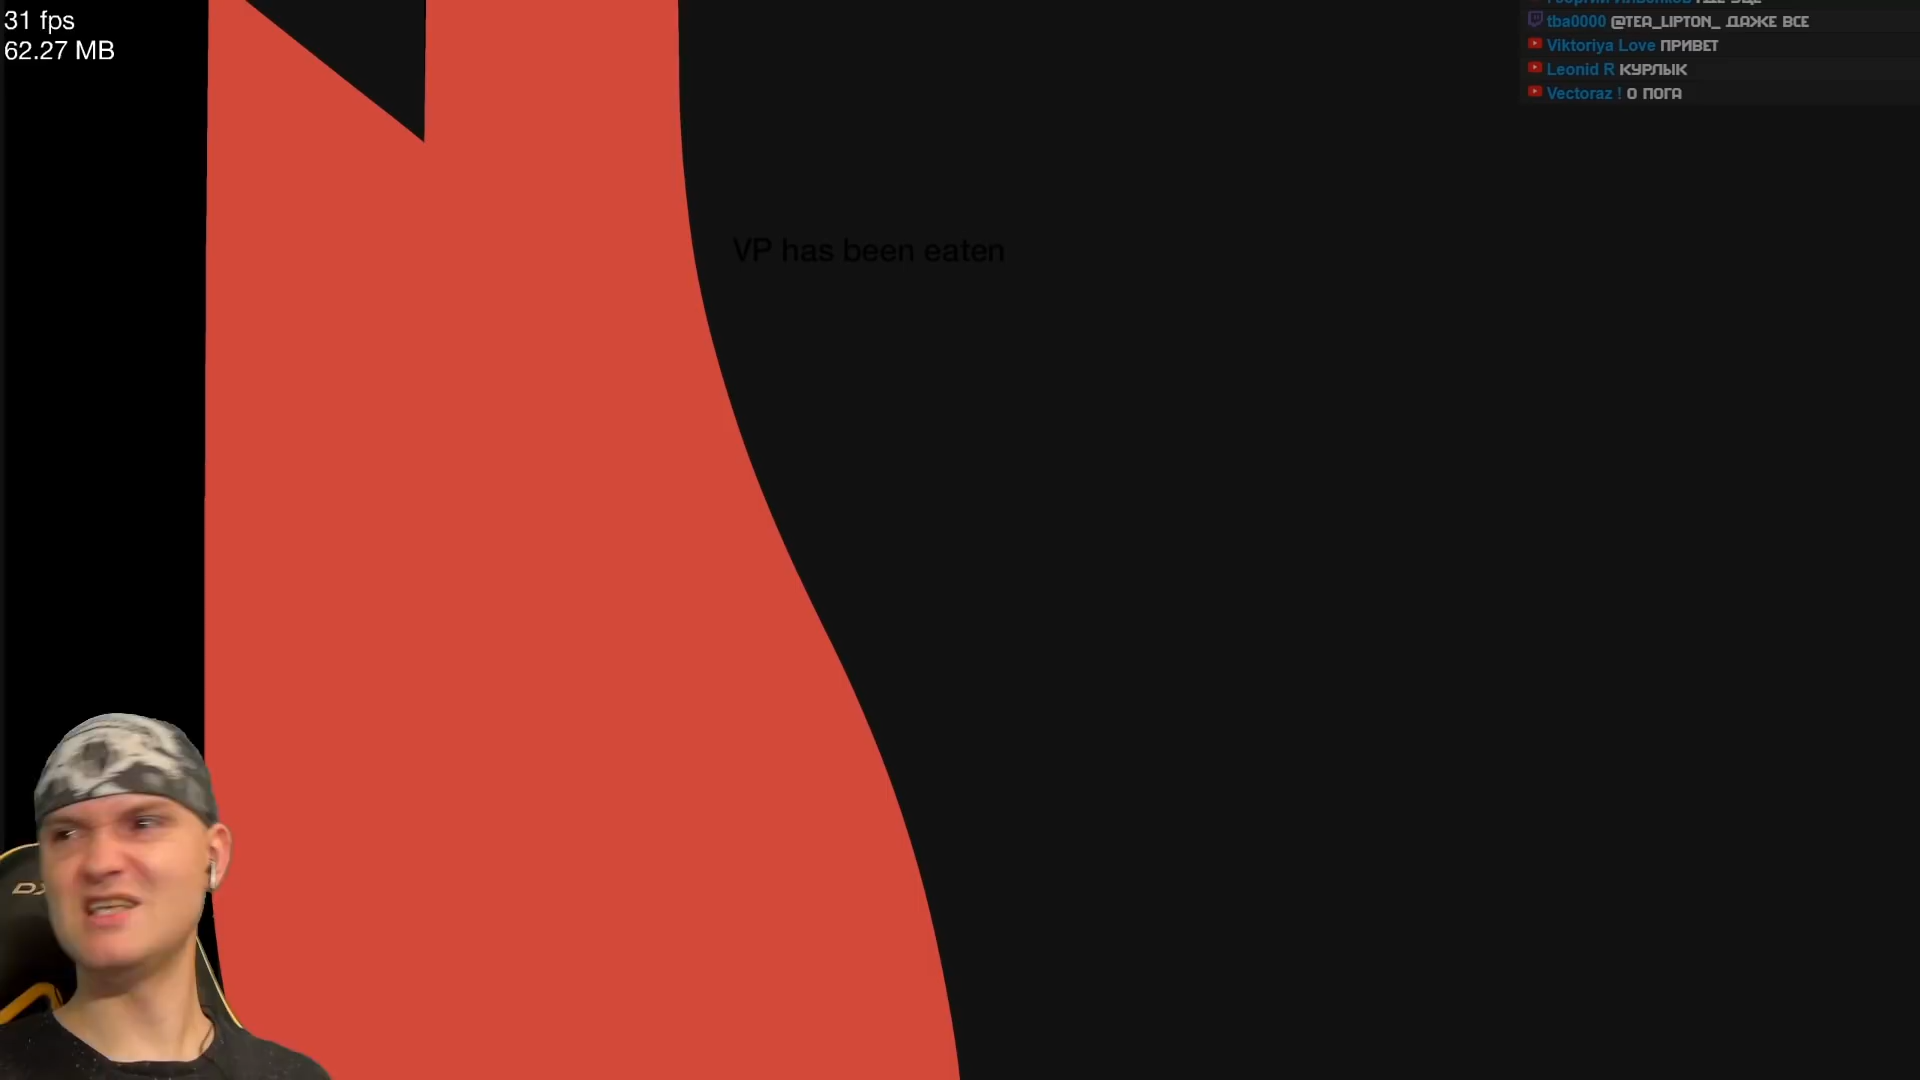 31 fps
62.27 MB
tba0000 @TEA_LIPTON_ ДАЖЕ ВСЕ
Viktoriya Love ПРИВЕТ
Leonid R КУРЛЫК
Vectoraz ! О ПОГА
VP has been eaten